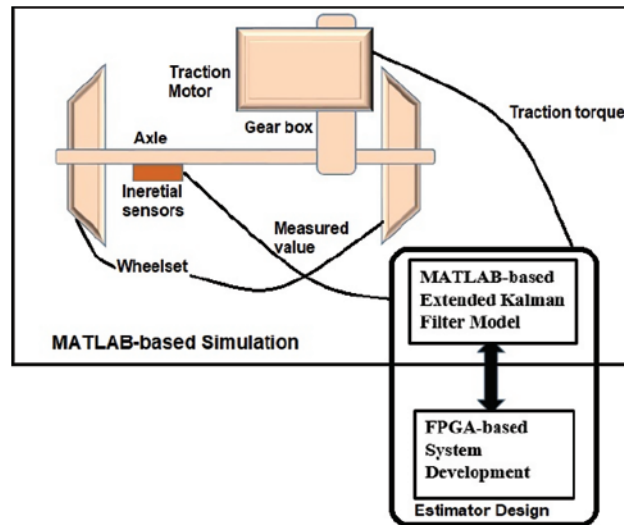 Traction
Motor
Traction torque
Gear box
Axle
Ineretial
sensors
Measured
value
Wheelset
MATLAB-based
Extended Kalman
Filter Model
MATLAB-based Simulation
FPGA-based
System
Development
Estimator Design